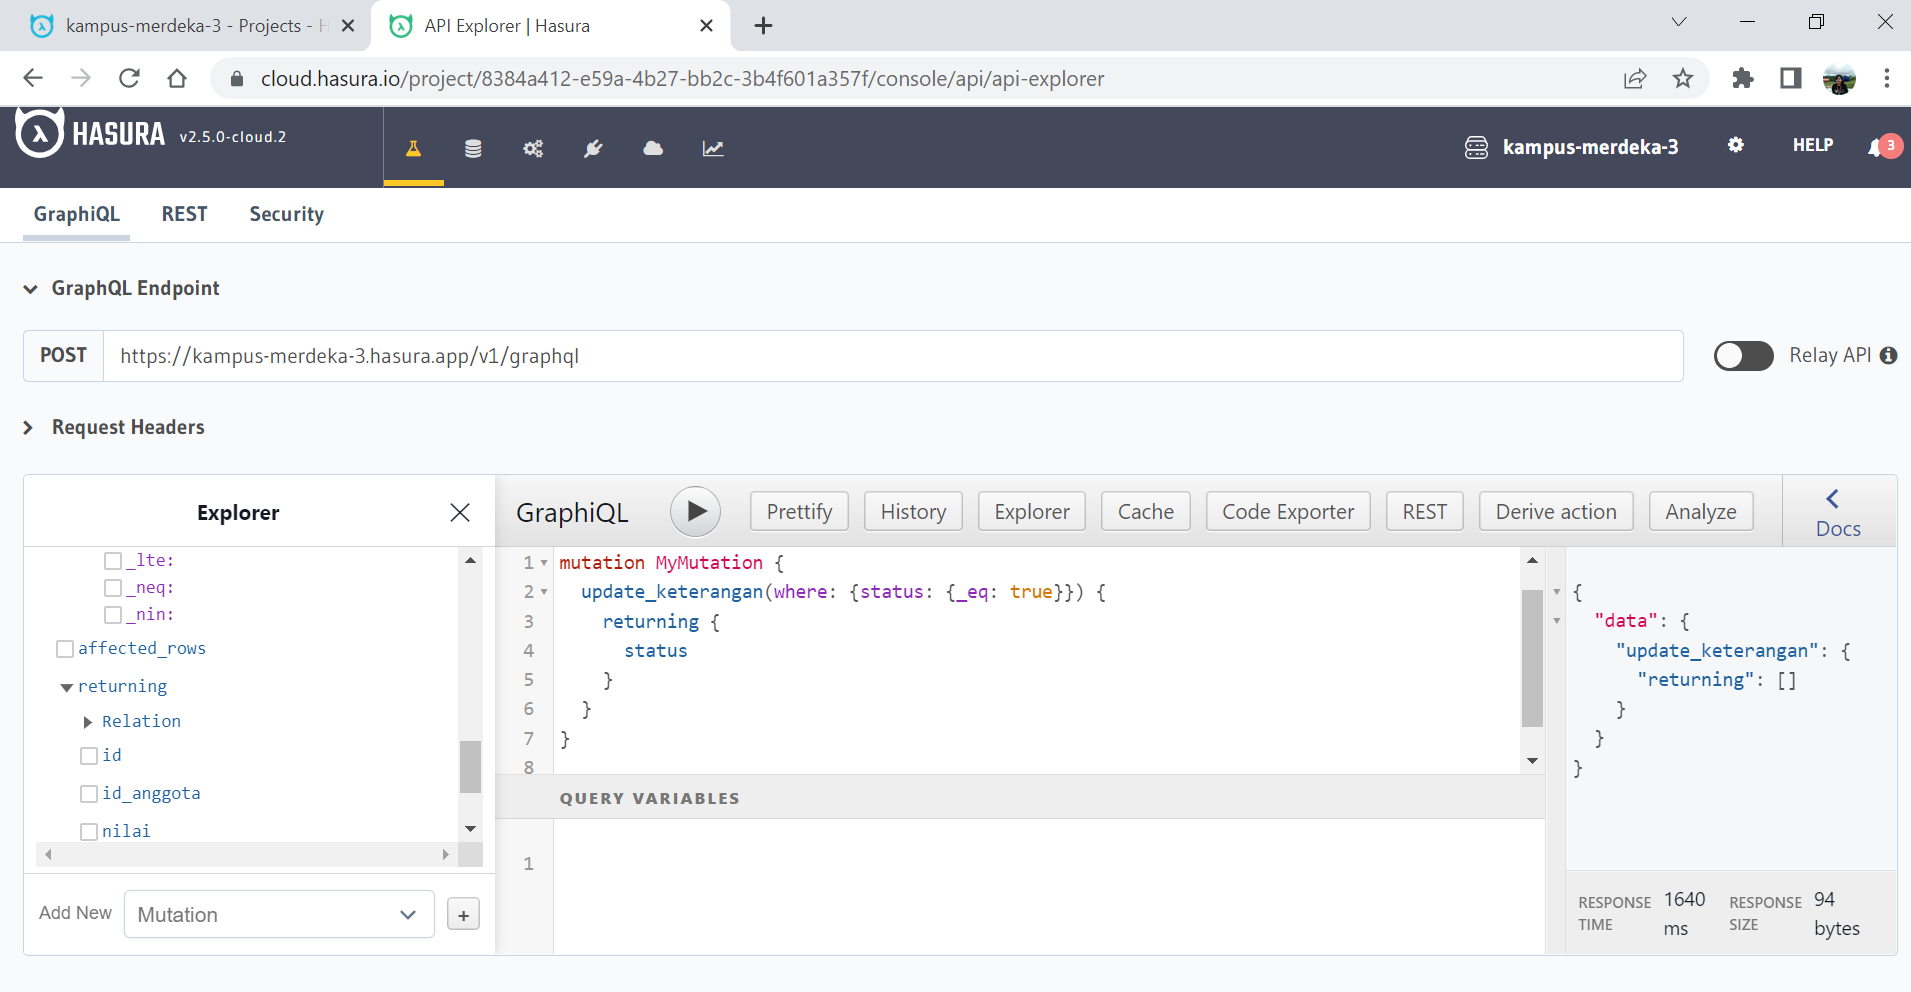 kampus-merdeka-3 - Projects - H
API Explorer | Hasura
cloud.hasura.io/project/8384a412-e59a-4b27-bb2c-3b4f601a357f/console/api/api-explorer
HASURA v2.5.0-cloud.2
kampus-merdeka-3
HELP
3
GraphiQL
REST
Security
GraphQL Endpoint
POST
https://kampus-merdeka-3.hasura.app/v1/graphql
Relay API
Request Headers
Explorer
_lte:
_neq:
_nin:
affected_rows
returning
Relation
id
id_anggota
nilai
Add New
Mutation
+
GraphiQL
Prettify
History
Explorer
Cache
Code Exporter
REST
Derive action
Analyze
Docs
1 mutation MyMutation {
2 update_keterangan(where: {status: {_eq: true}}) {
3 returning {
4 status
5 }
6 }
7 }
8
QUERY VARIABLES
1
{
"data": {
"update_keterangan": {
"returning": []
}
}
}
RESPONSE TIME
1640 ms
RESPONSE SIZE
94 bytes